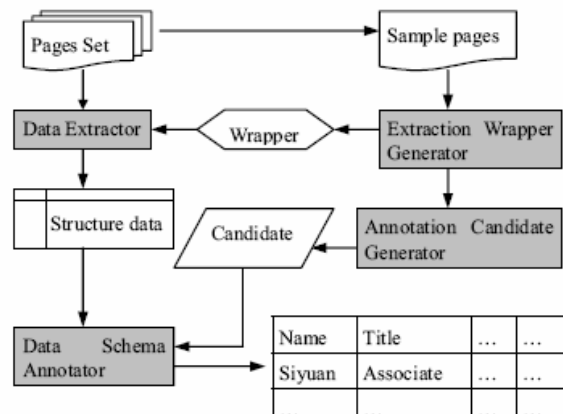 Pages Set
Sample pages
Data Extractor
Wrapper
Extraction Wrapper
Generator
Structure data
Candidate
Annotation Candidate
Generator
Data Schema
Annotator
Name Title ... ...
Siyuan Associate ... ...